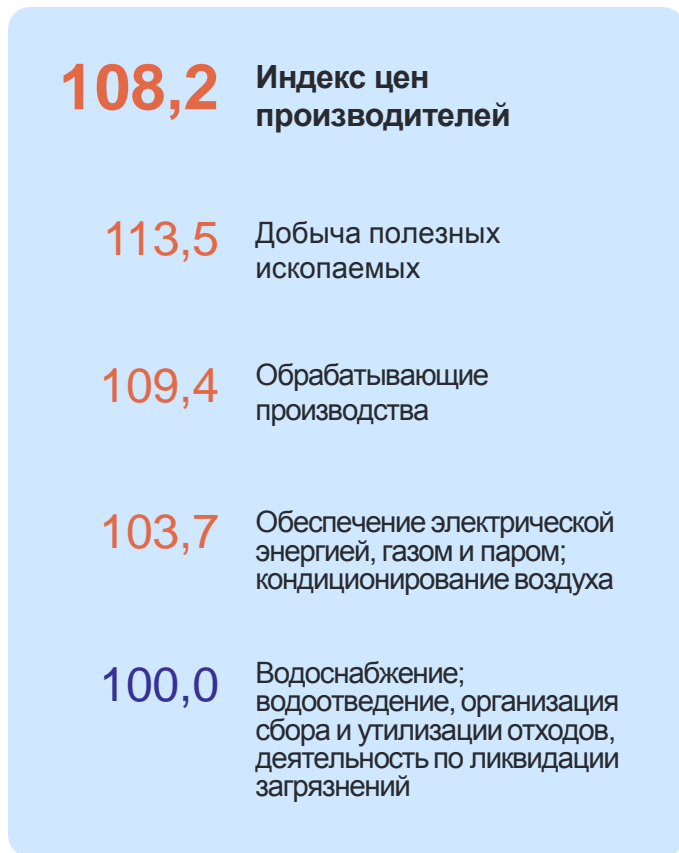 108,2 Индекс цен
производителей
113,5 Добыча полезных
ископаемых
109,4 Обрабатывающие
производства
103,7 Обеспечение электрической
энергией, газом и паром;
кондиционирование воздуха
100,0 Водоснабжение;
водоотведение, организация
сбора и утилизации отходов,
деятельность по ликвидации
загрязнений